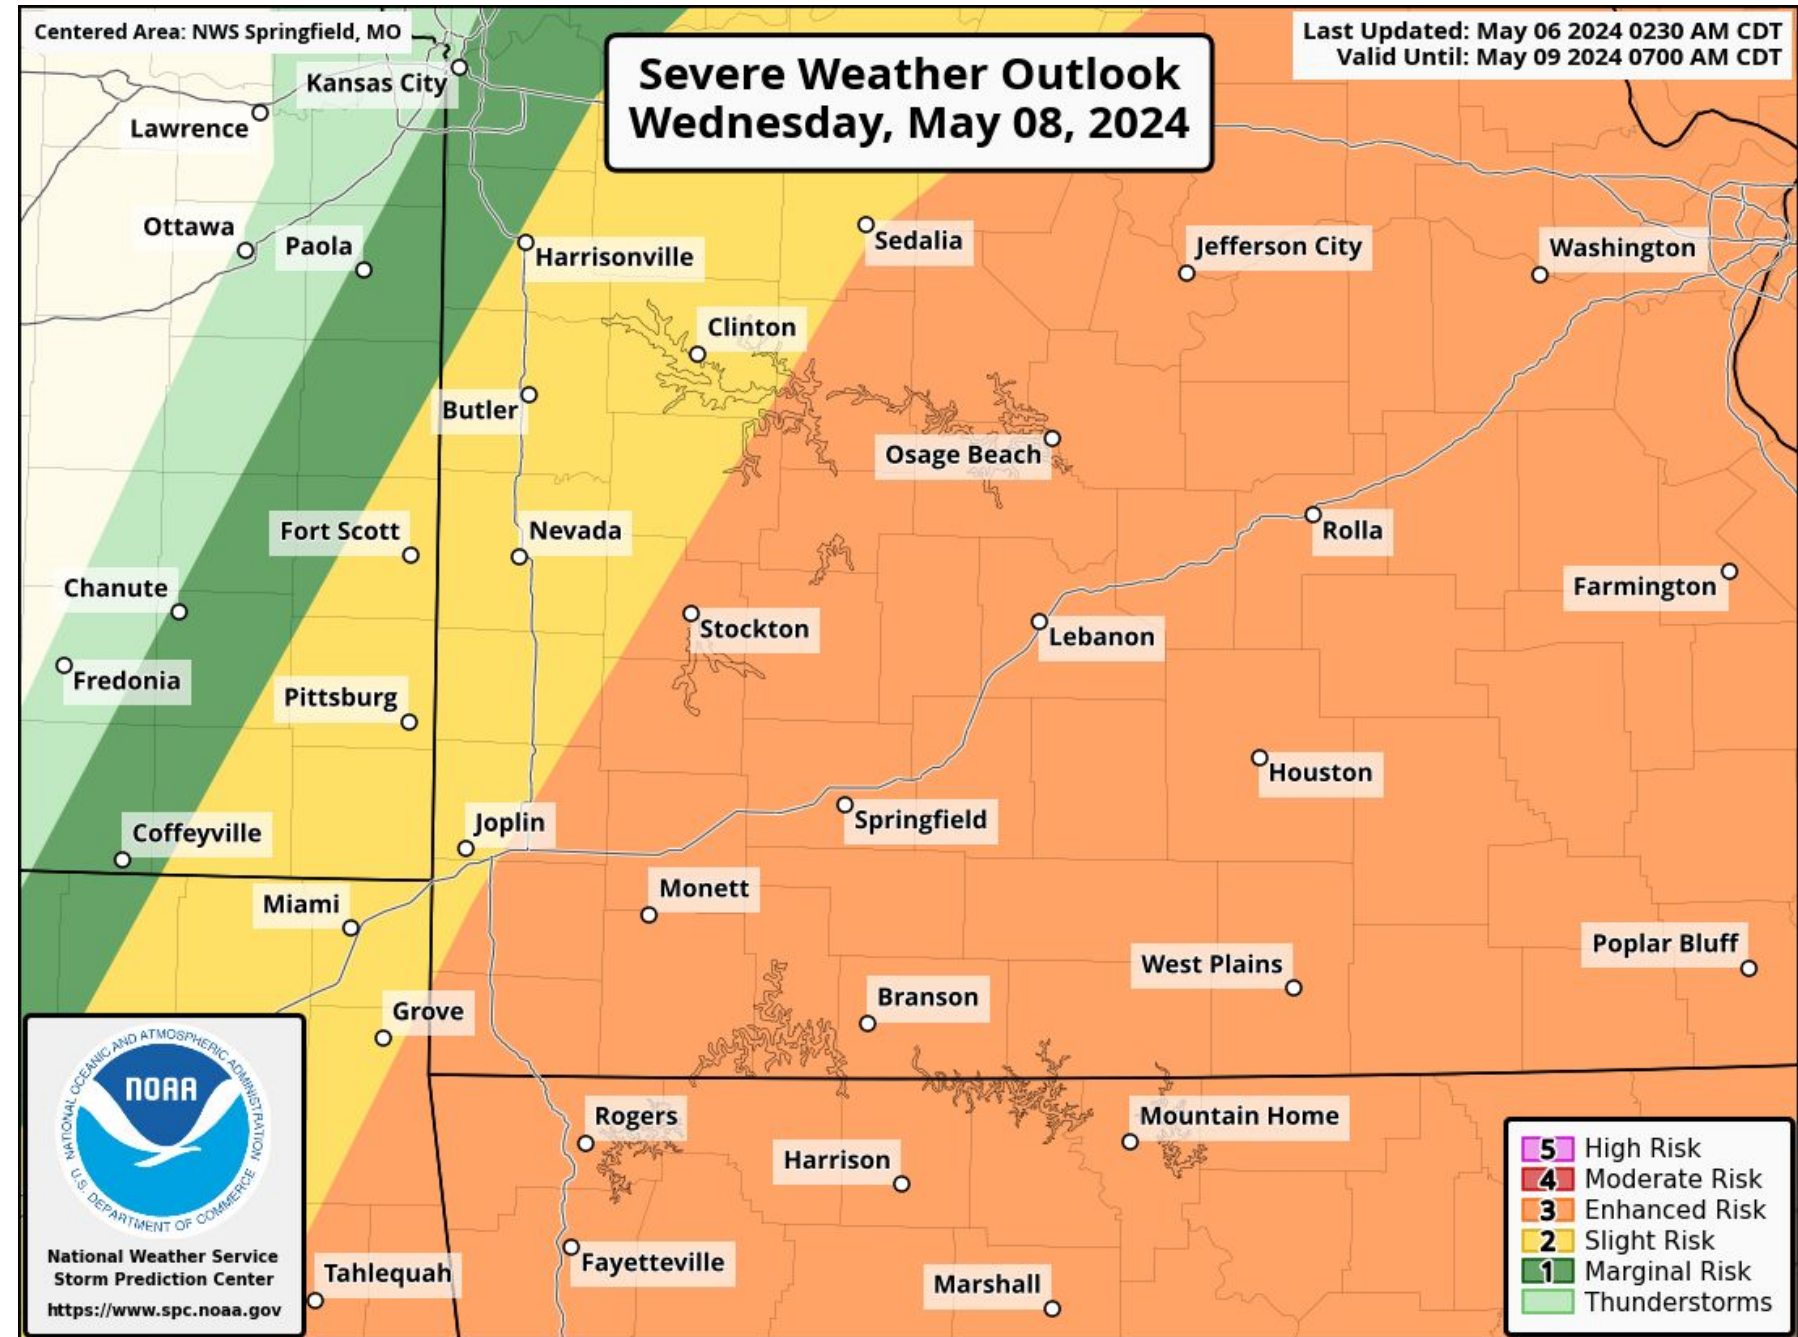 Centered Area: NWS Springfield, MO
Last Updated: May 06 2024 0230 AM CDT
Valid Until: May 09 2024 0700 AM CDT
Severe Weather Outlook
Wednesday, May 08, 2024
Kansas City
Lawrence
Ottawa
Paola
Harrisonville
Sedalia
Jefferson City
Washington
Clinton
Butler
Osage Beach
Fort Scott
Nevada
Rolla
Chanute
Farmington
Stockton
Lebanon
Fredonia
Pittsburg
Houston
Coffeyville
Joplin
Springfield
Miami
Monett
Poplar Bluff
West Plains
Branson
Grove
Rogers
Mountain Home
Harrison
Fayetteville
Tahlequah
Marshall
NATIONAL OCEANIC AND ATMOSPHERIC ADMINISTRATION
NOAA
U.S. DEPARTMENT OF COMMERCE
National Weather Service
Storm Prediction Center
https://www.spc.noaa.gov
5 High Risk
4 Moderate Risk
3 Enhanced Risk
2 Slight Risk
1 Marginal Risk
Thunderstorms